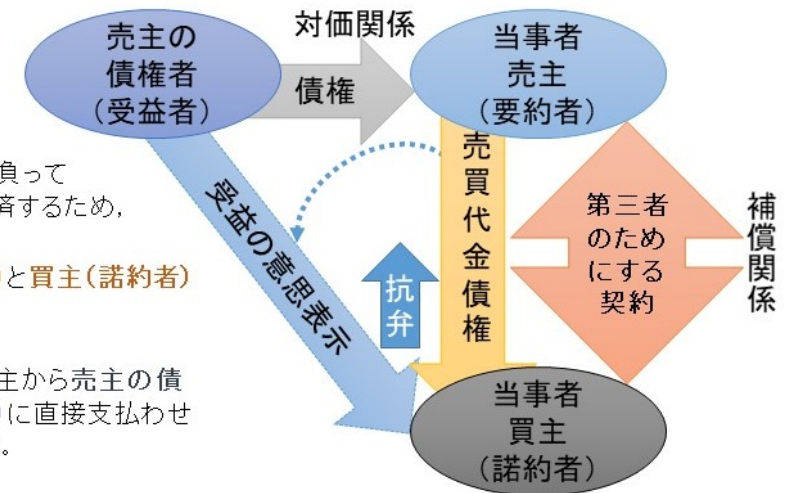 対価関係
売主の
債権者
(受益者)
債権
当事者
売主
(要約者)
負って
済するため,
と買主(諾約者)
主から売主の債
に直接支払わせ
。
受益の意思表示
抗弁
売買代金債権
第三者
のため
にする
契約
補償関係
当事者
買主
(諾約者)